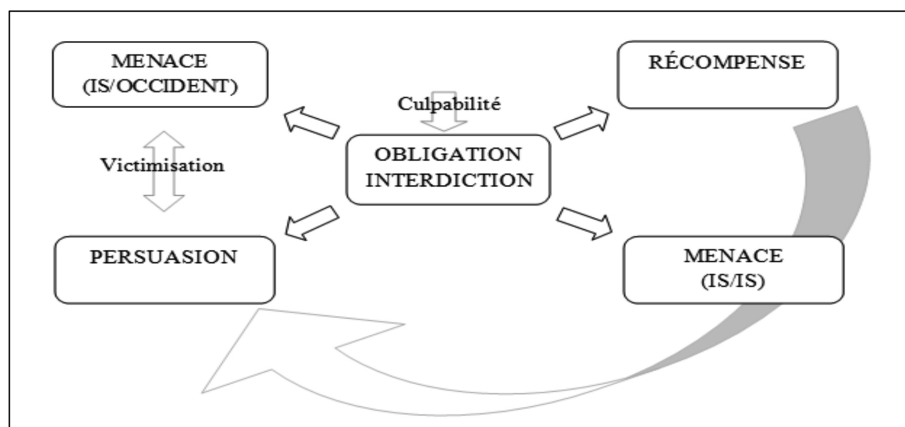 MENACE
(IS/OCCIDENT)
RÉCOMPENSE
Culpabilité
OBLIGATION
INTERDICTION
Victimisation
PERSUASION
MENACE
(IS/IS)